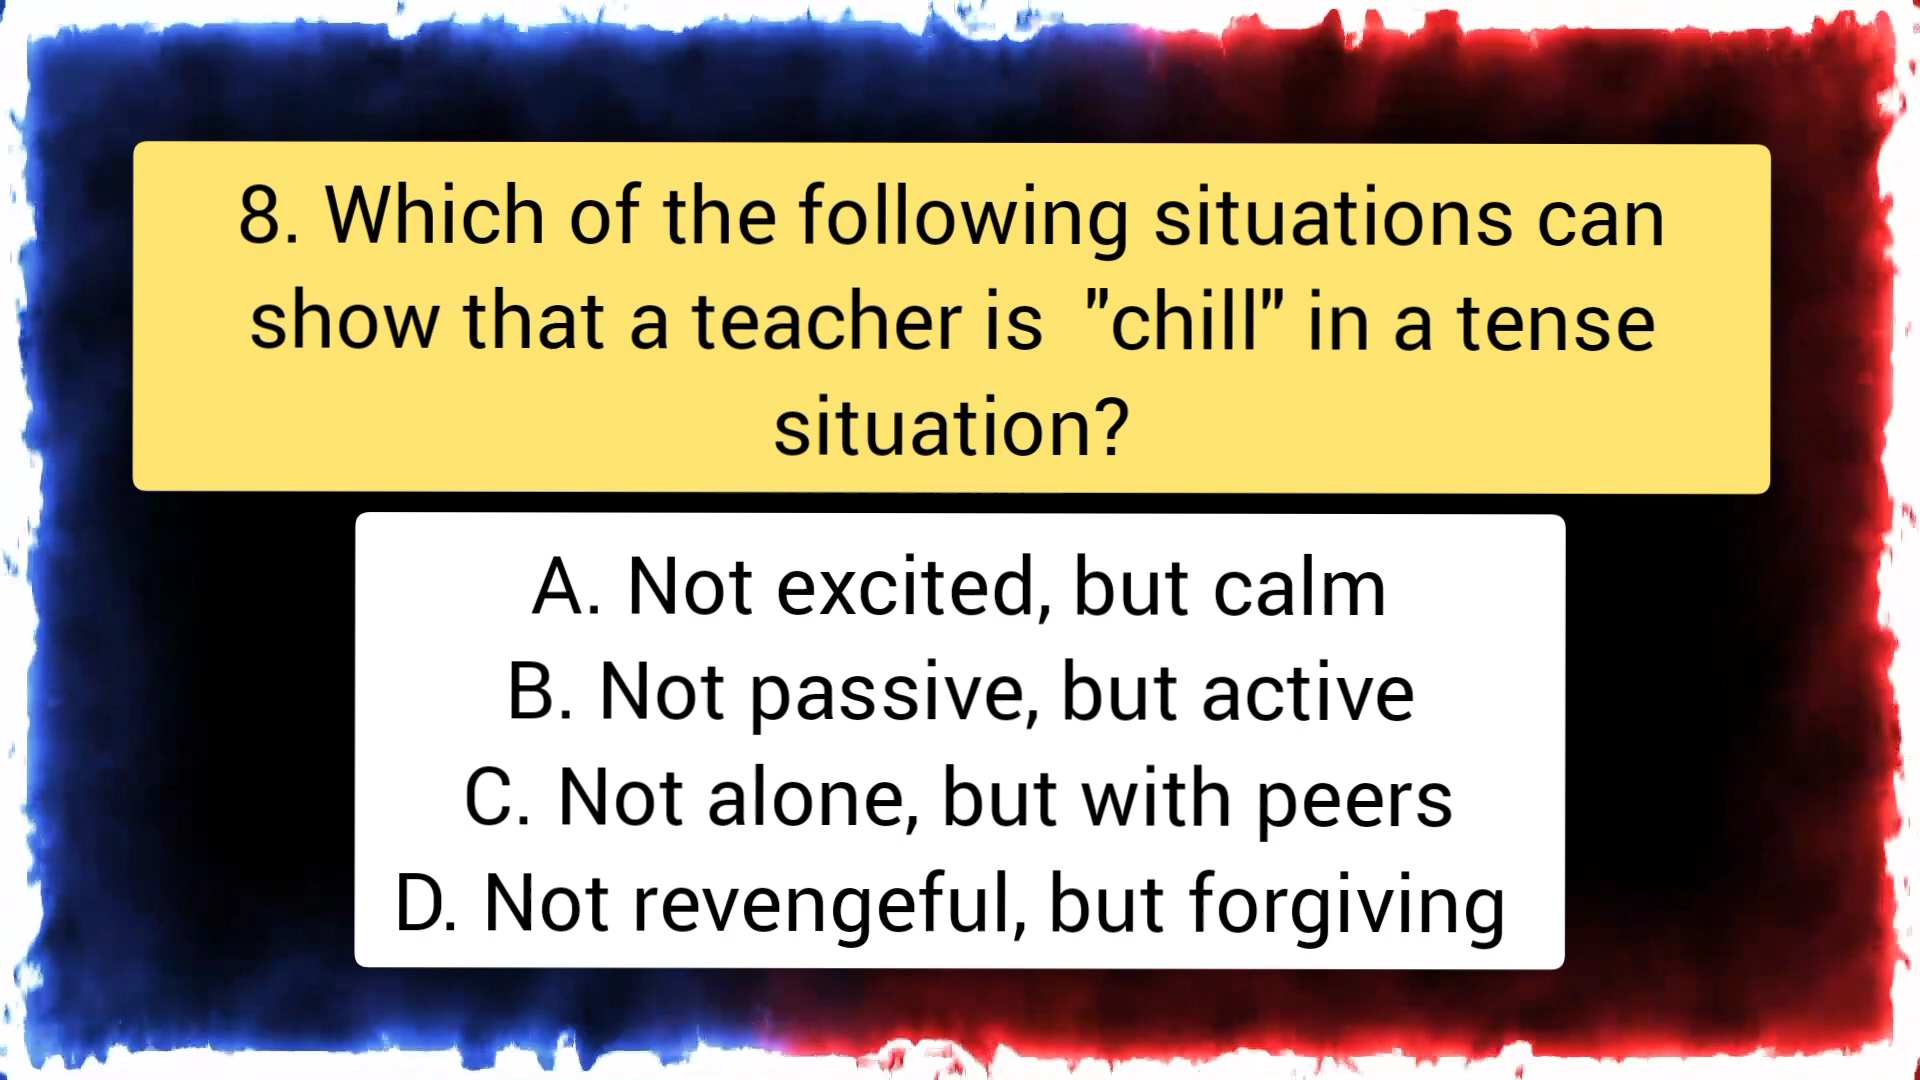 8. Which of the following situations can
show that a teacher is "chill" in a tense
situation?
A. Not excited, but calm
B. Not passive, but active
C. Not alone, but with peers
D. Not revengeful, but forgiving